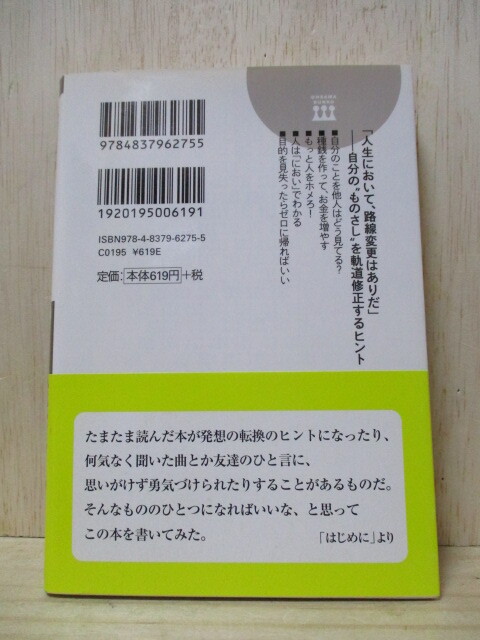 「人生において、路線変更はありだ」
――自分の〝ものさし〟を軌道修正するヒント
■自分のことを他人はどう見てる?
■種銭を作って、お金を増やす
■もっと人をホメろ!
■人は「におい」でわかる
■目的を見失ったらゼロに帰ればいい
9784837962755
1920195006191
ISBN978-4-8379-6275-5
C0195 ¥619E
定価:本体619円+税
たまたま読んだ本が発想の転換のヒントになったり、
何気なく聞いた曲とか友達のひと言に、
思いがけず勇気づけられたりすることがあるものだ。
そんなもののひとつになればいいな、と思って
この本を書いてみた。
「はじめに」より